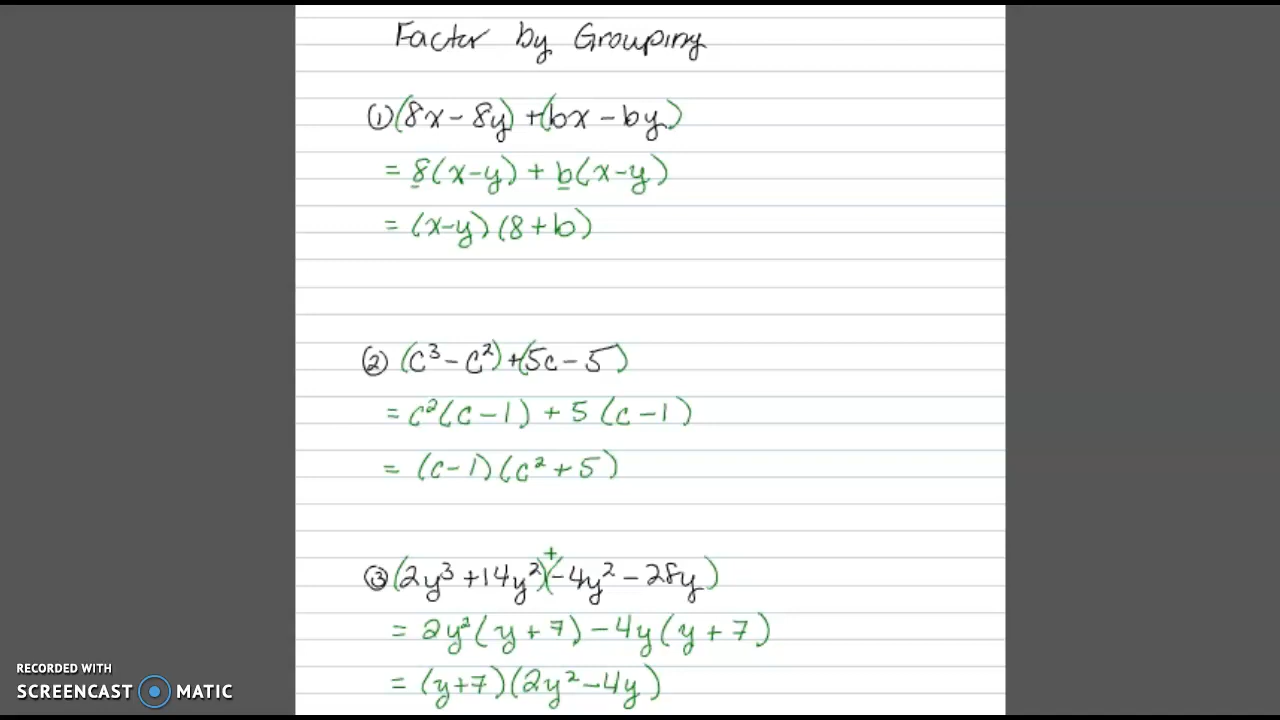 Factor by Grouping
① (8x - 8y) + (bx - by)
= 8(x-y) + b(x-y)
= (x-y)(8+b)
② (c³ - c²) + (5c - 5)
= c²(c - 1) + 5(c - 1)
= (c-1)(c² + 5)
③ (2y³ + 14y²) + (-4y² - 28y)
= 2y²(y + 7) - 4y(y + 7)
= (y+7)(2y² - 4y)
RECORDED WITH
SCREENCAST MATIC